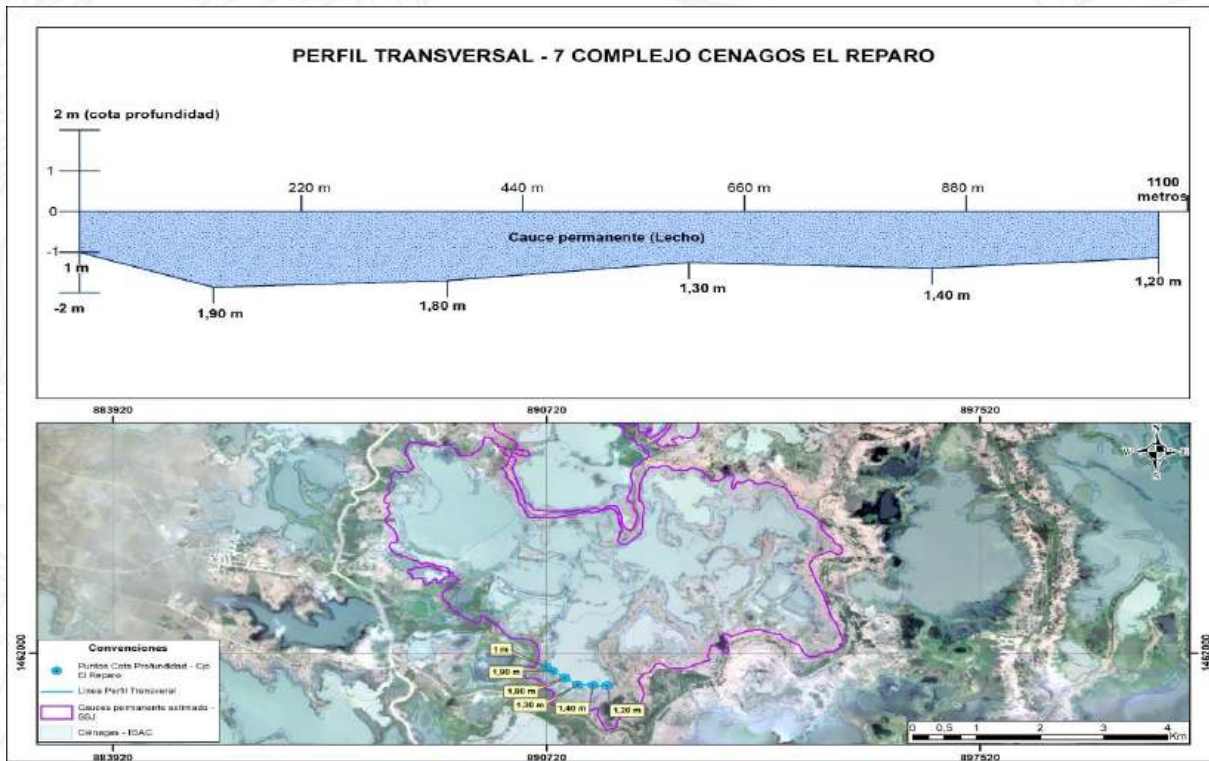 PERFIL TRANSVERSAL - 7 COMPLEJO CENAGOS EL REPARO
2 m (cota profundidad)
1
220 m
440 m
660 m
880 m
1100
metros
0
Cauce permanente (Lecho)
-1
1 m
-2 m
1,90 m
1,80 m
1,30 m
1,40 m
1,20 m
883920
890720
897520
N
W
E
S
1462000
1462000
1 m
1,90 m
1,80 m
1,30 m
1,40 m
1,20 m
Convenciones
Puntos Cota Profundidad - Cjo
El Reparo
Linea Perfil Transveral
Cauces permanente estimado -
SSJ
Ciénagas - IGAC
0 0,5 1 2 3 4
Km
883920
890720
897520